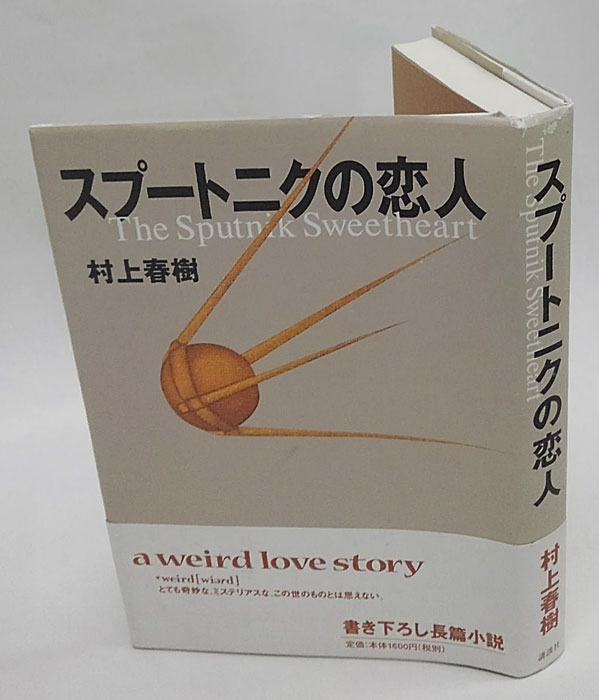 スプートニクの恋人
The Sputnik Sweetheart
村上春樹
a weird love story
*weird[wiərd]
とても奇妙な、ミステリアスな、この世のものとは思えない。
書き下ろし長篇小説
定価:本体1600円(税別)
スプートニクの恋人
The Sputnik Sweetheart
村上春樹
講談社